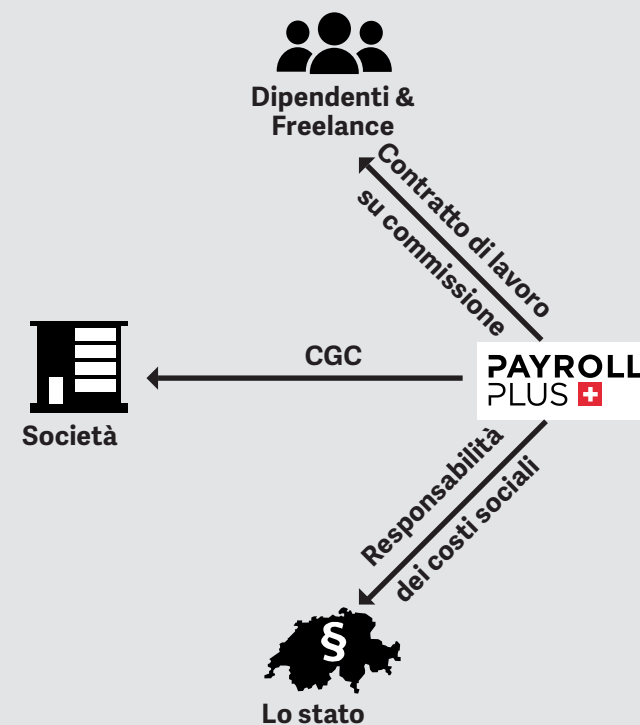 Dipendenti &
Freelance
Contratto di lavoro
su commissione
CGC
PAYROLL
PLUS
Società
Responsabilità
dei costi sociali
§
Lo stato